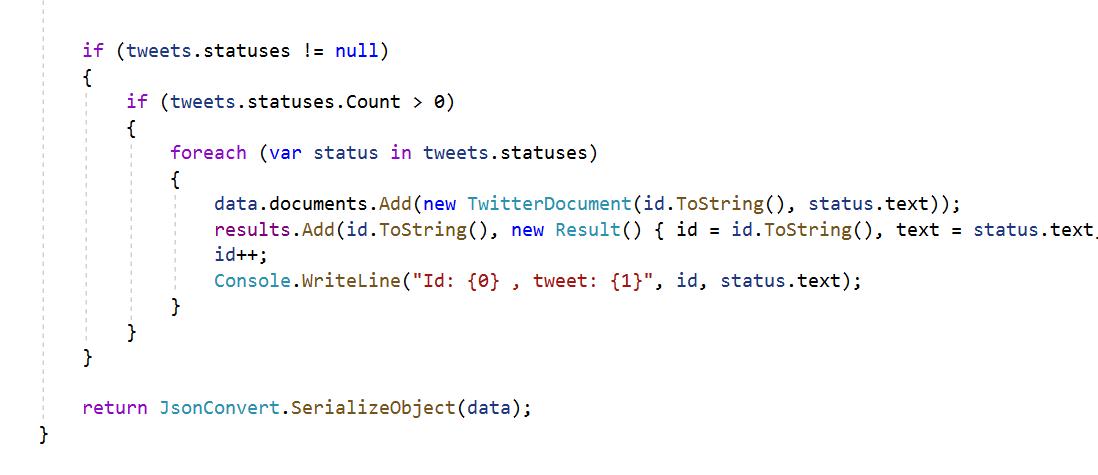 if (tweets.statuses != null)
{
if (tweets.statuses.Count > 0)
{
foreach (var status in tweets.statuses)
{
data.documents.Add(new TwitterDocument(id.ToString(), status.text));
results.Add(id.ToString(), new Result() { id = id.ToString(), text = status.text
id++;
Console.WriteLine("Id: {0} , tweet: {1}", id, status.text);
}
}
}
return JsonConvert.SerializeObject(data);
}